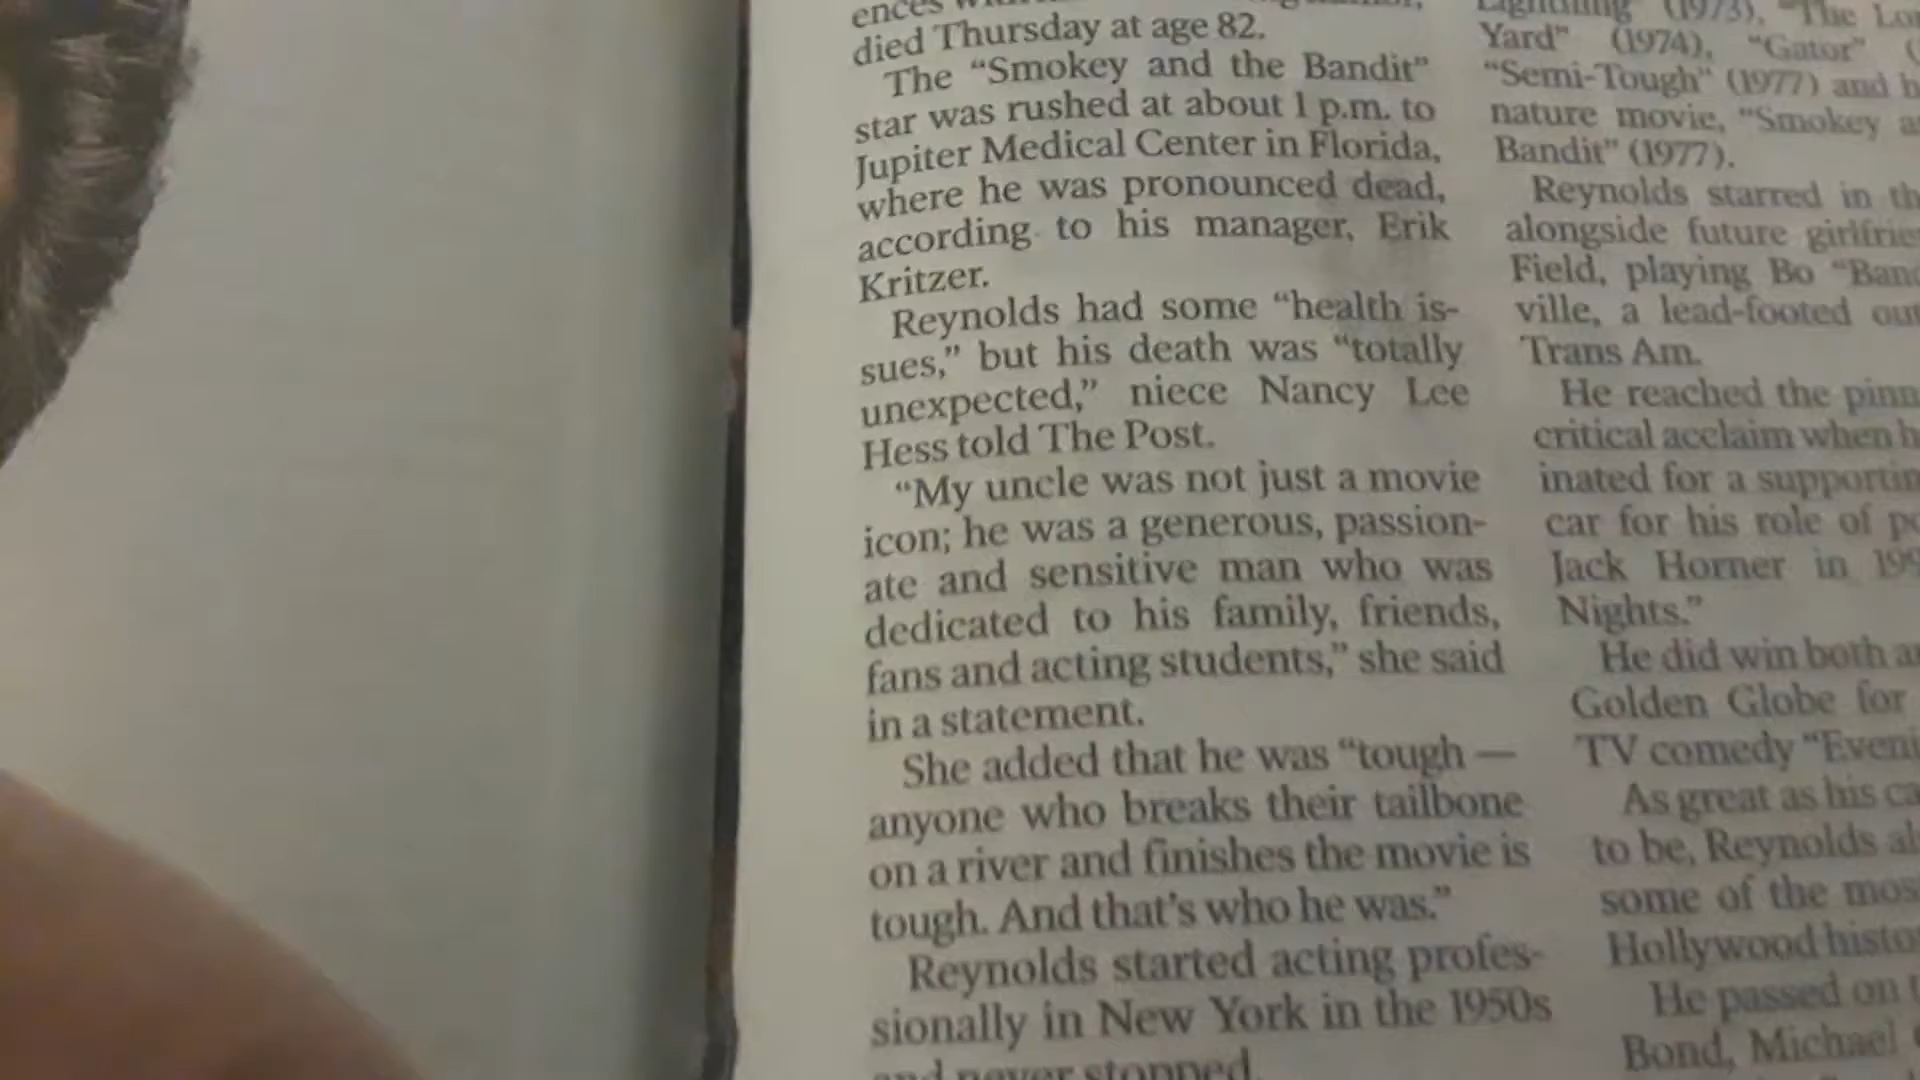 died Thursday at age 82.
The “Smokey and the Bandit”
star was rushed at about 1 p.m. to
Jupiter Medical Center in Florida,
where he was pronounced dead,
according to his manager, Erik
Kritzer.
Reynolds had some “health is-
sues,” but his death was “totally
unexpected,” niece Nancy Lee
Hess told The Post.
“My uncle was not just a movie
icon; he was a generous, passion-
ate and sensitive man who was
dedicated to his family, friends,
fans and acting students,” she said
in a statement.
She added that he was “tough —
anyone who breaks their tailbone
on a river and finishes the movie is
tough. And that’s who he was.”
Reynolds started acting profes-
sionally in New York in the 1950s
and never stopped.
(1973), “The
Yard” (1974), “Gator”
“Semi-Tough” (1977) and
nature movie, “Smokey
Bandit” (1977).
Reynolds starred in
alongside future
Field, playing Bo
ville, a lead-footed
Trans Am.
He reached the
critical acclaim when
inated for a
car for his role of
Jack Horner in
Nights.”
He did win both
Golden Globe for
TV comedy
As great as his
to be, Reynolds
some of the
Hollywood
He passed on
Bond, Michael